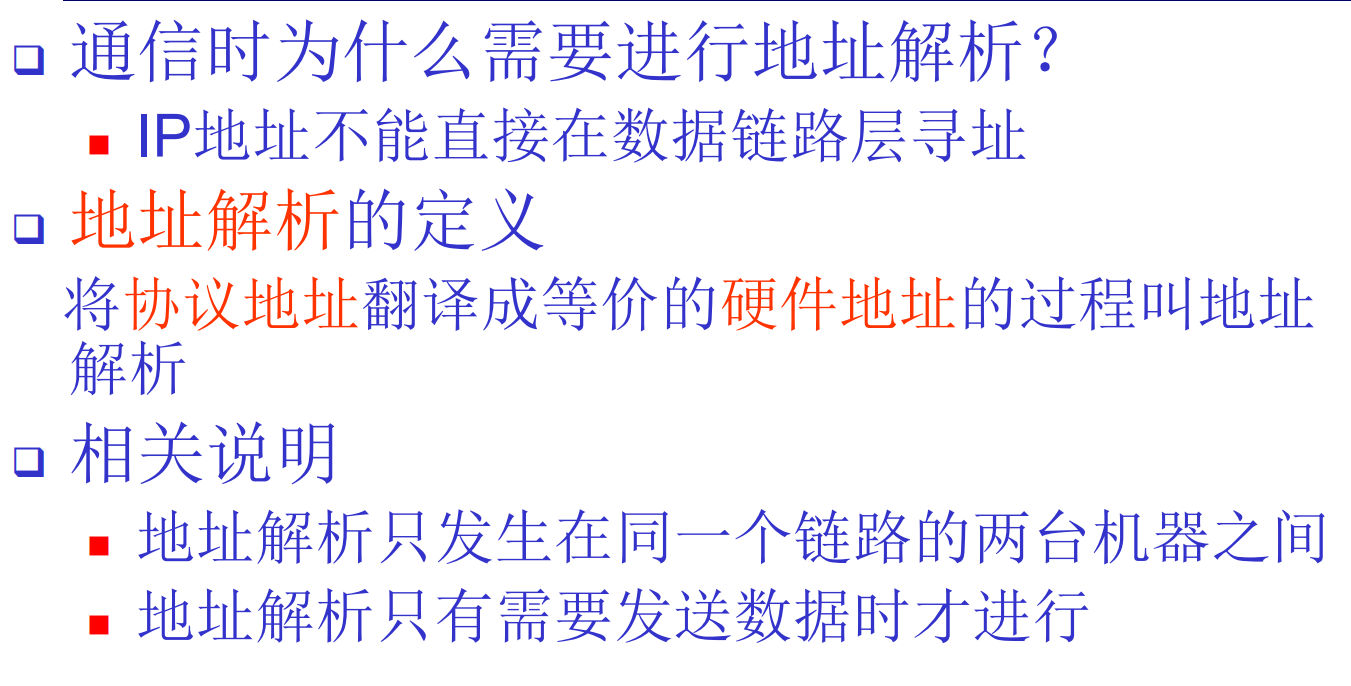 通信时为什么需要进行地址解析？
IP地址不能直接在数据链路层寻址
地址解析的定义
将协议地址翻译成等价的硬件地址的过程叫地址
解析
相关说明
地址解析只发生在同一个链路的两台机器之间
地址解析只有需要发送数据时才进行